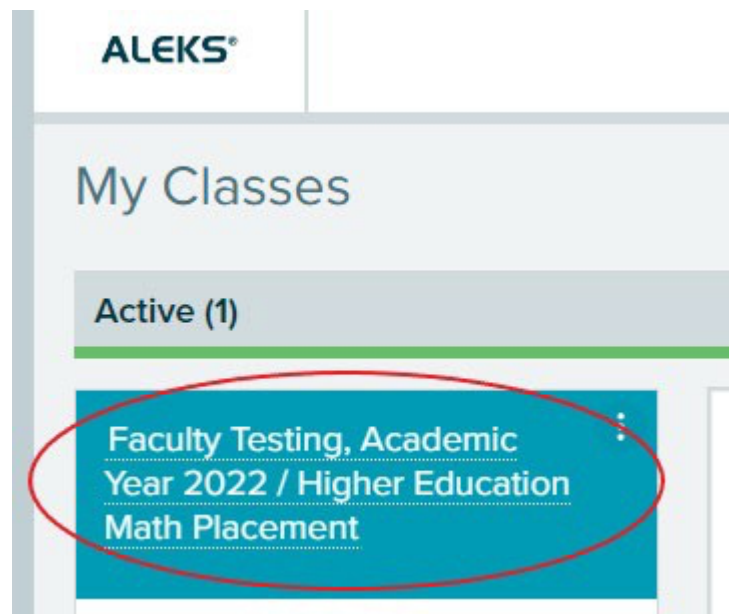 ALEKS®
My Classes
Active (1)
Faculty Testing, Academic
Year 2022 / Higher Education
Math Placement